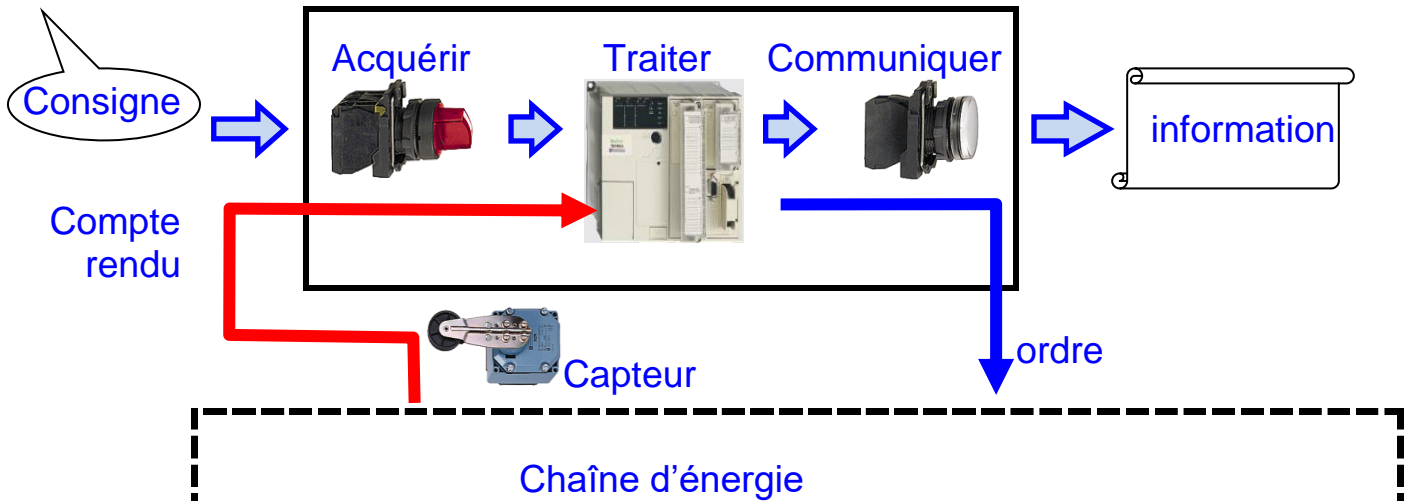 Acquérir
Traiter
Communiquer
Consigne
information
Compte
rendu
ordre
Capteur
Chaîne d’énergie